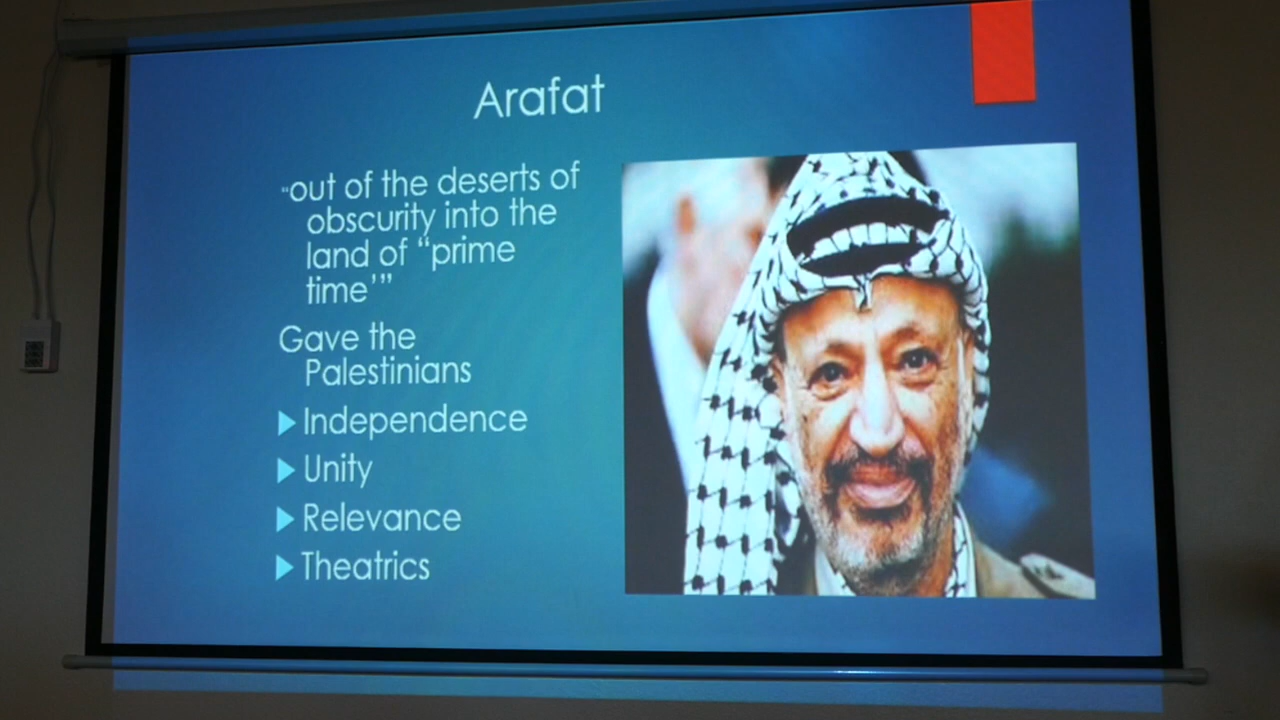 Arafat
"out of the deserts of
obscurity into the
land of "prime
time'"
Gave the
Palestinians
Independence
Unity
Relevance
Theatrics